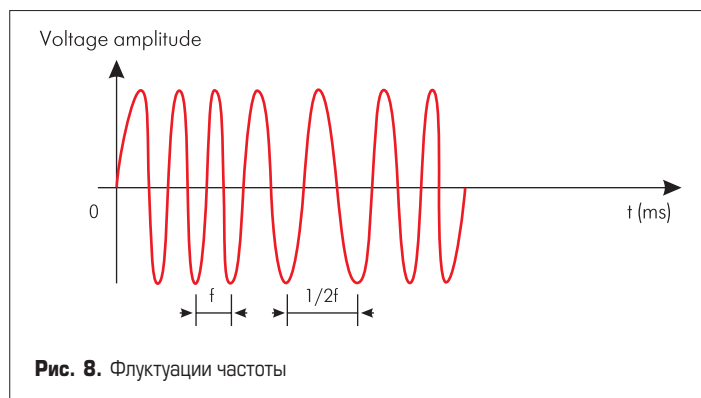 Voltage amplitude
0
t (ms)
f
1/2f
Рис. 8. Флуктуации частоты